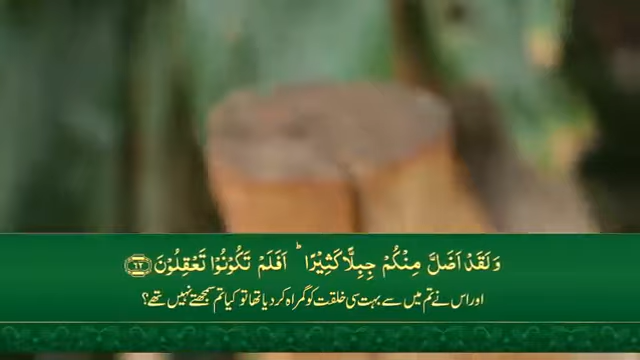 وَلَقَدۡ اَضَلَّ مِنۡكُمۡ جِبِلًّا كَثِيۡرًا ؕ اَفَلَمۡ تَكُوۡنُوۡا تَعۡقِلُوۡنَ ﴿۶۲﴾
اور اس نے تم میں سے بہت سی خلقت کو گمراہ کر دیا تھا تو کیا تم سمجھتے نہیں تھے؟